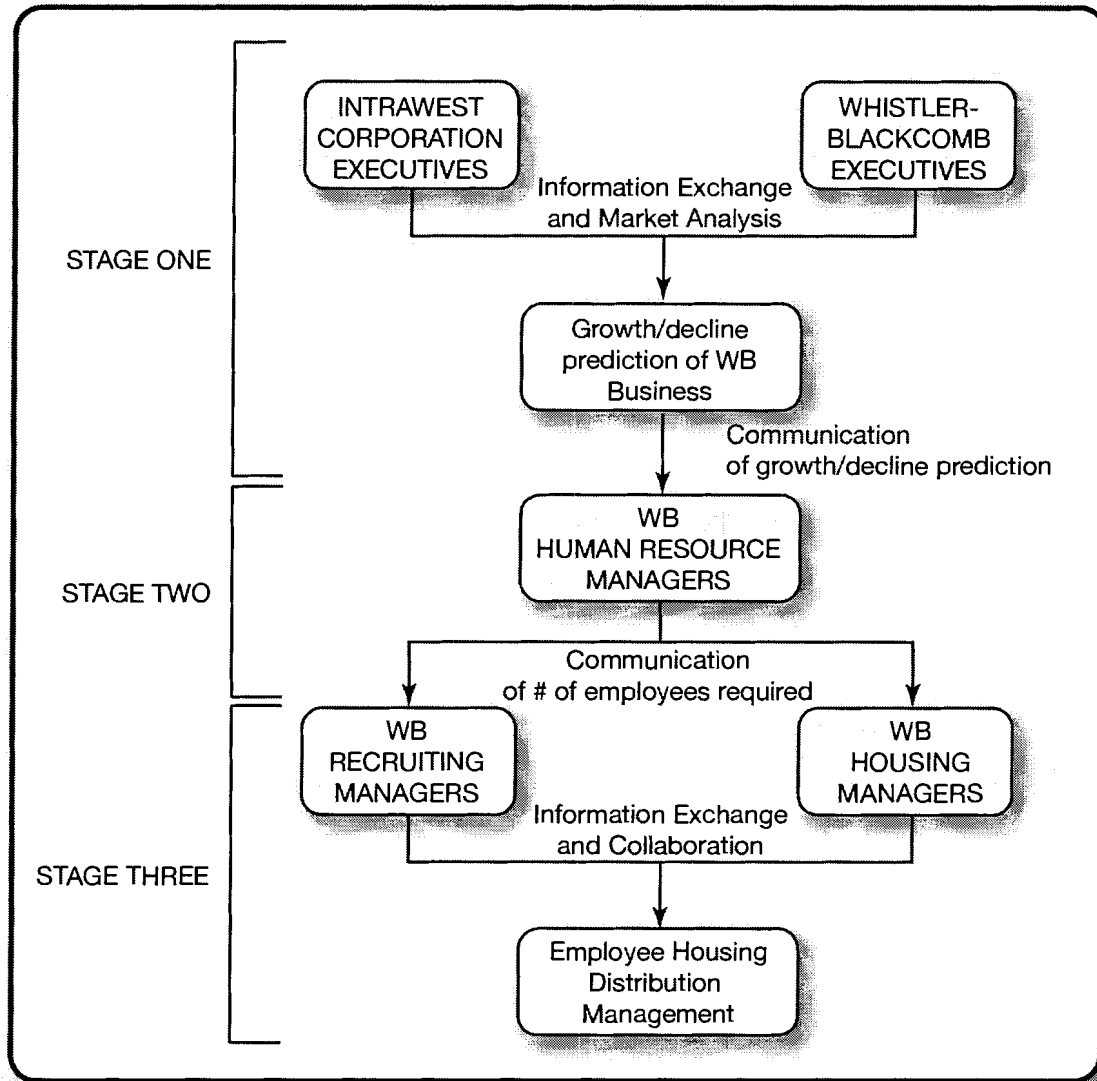 INTRAWEST
CORPORATION
EXECUTIVES
WHISTLER-
BLACKCOMB
EXECUTIVES
Information Exchange
and Market Analysis
STAGE ONE
Growth/decline
prediction of WB
Business
Communication
of growth/decline prediction
WB
HUMAN RESOURCE
MANAGERS
STAGE TWO
Communication
of # of employees required
WB
RECRUITING
MANAGERS
WB
HOUSING
MANAGERS
Information Exchange
and Collaboration
STAGE THREE
Employee Housing
Distribution
Management